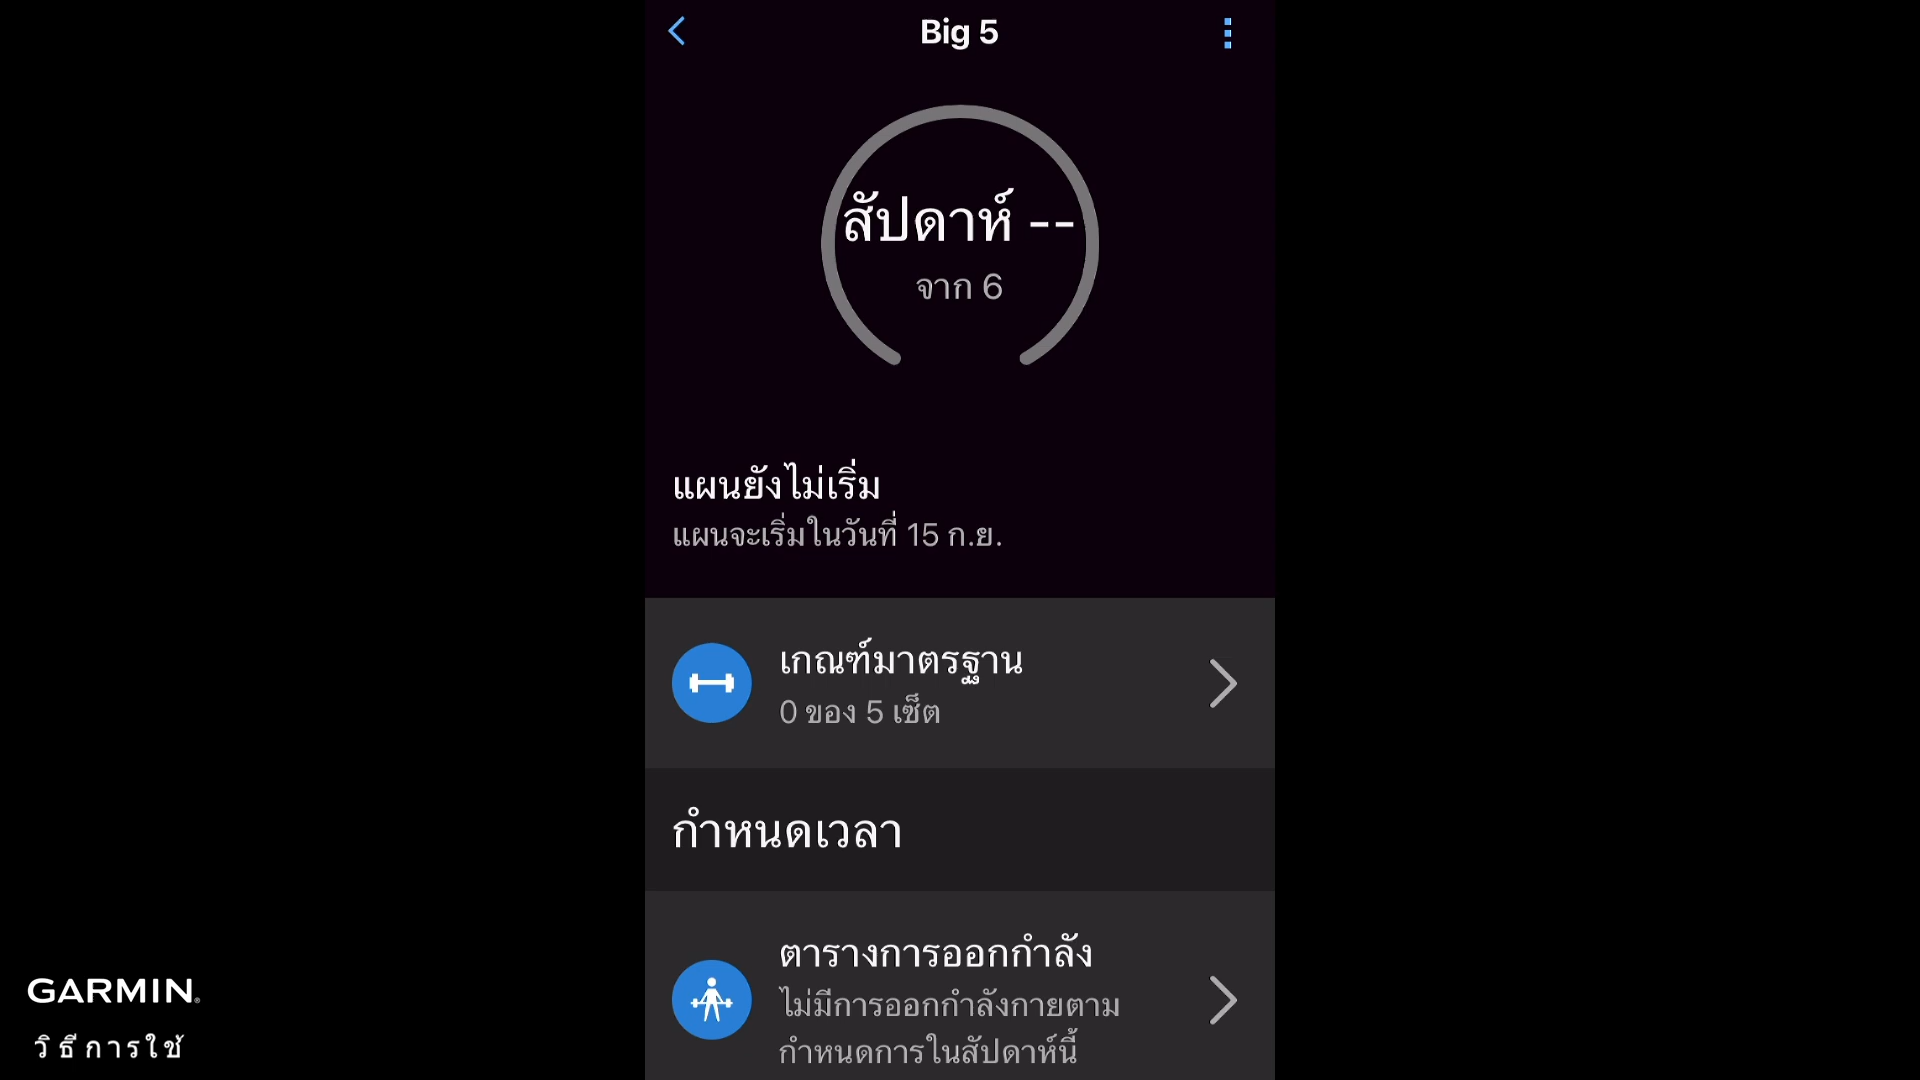 Big 5
สัปดาห์ --
จาก 6
แผนยังไม่เริ่ม
แผนจะเริ่มในวันที่ 15 ก.ย.
เกณฑ์มาตรฐาน
0 ของ 5 เซ็ต
กำหนดเวลา
ตารางการออกกำลัง
ไม่มีการออกกำลังกายตาม
กำหนดการในสัปดาห์นี้
GARMIN®
วิธีการใช้